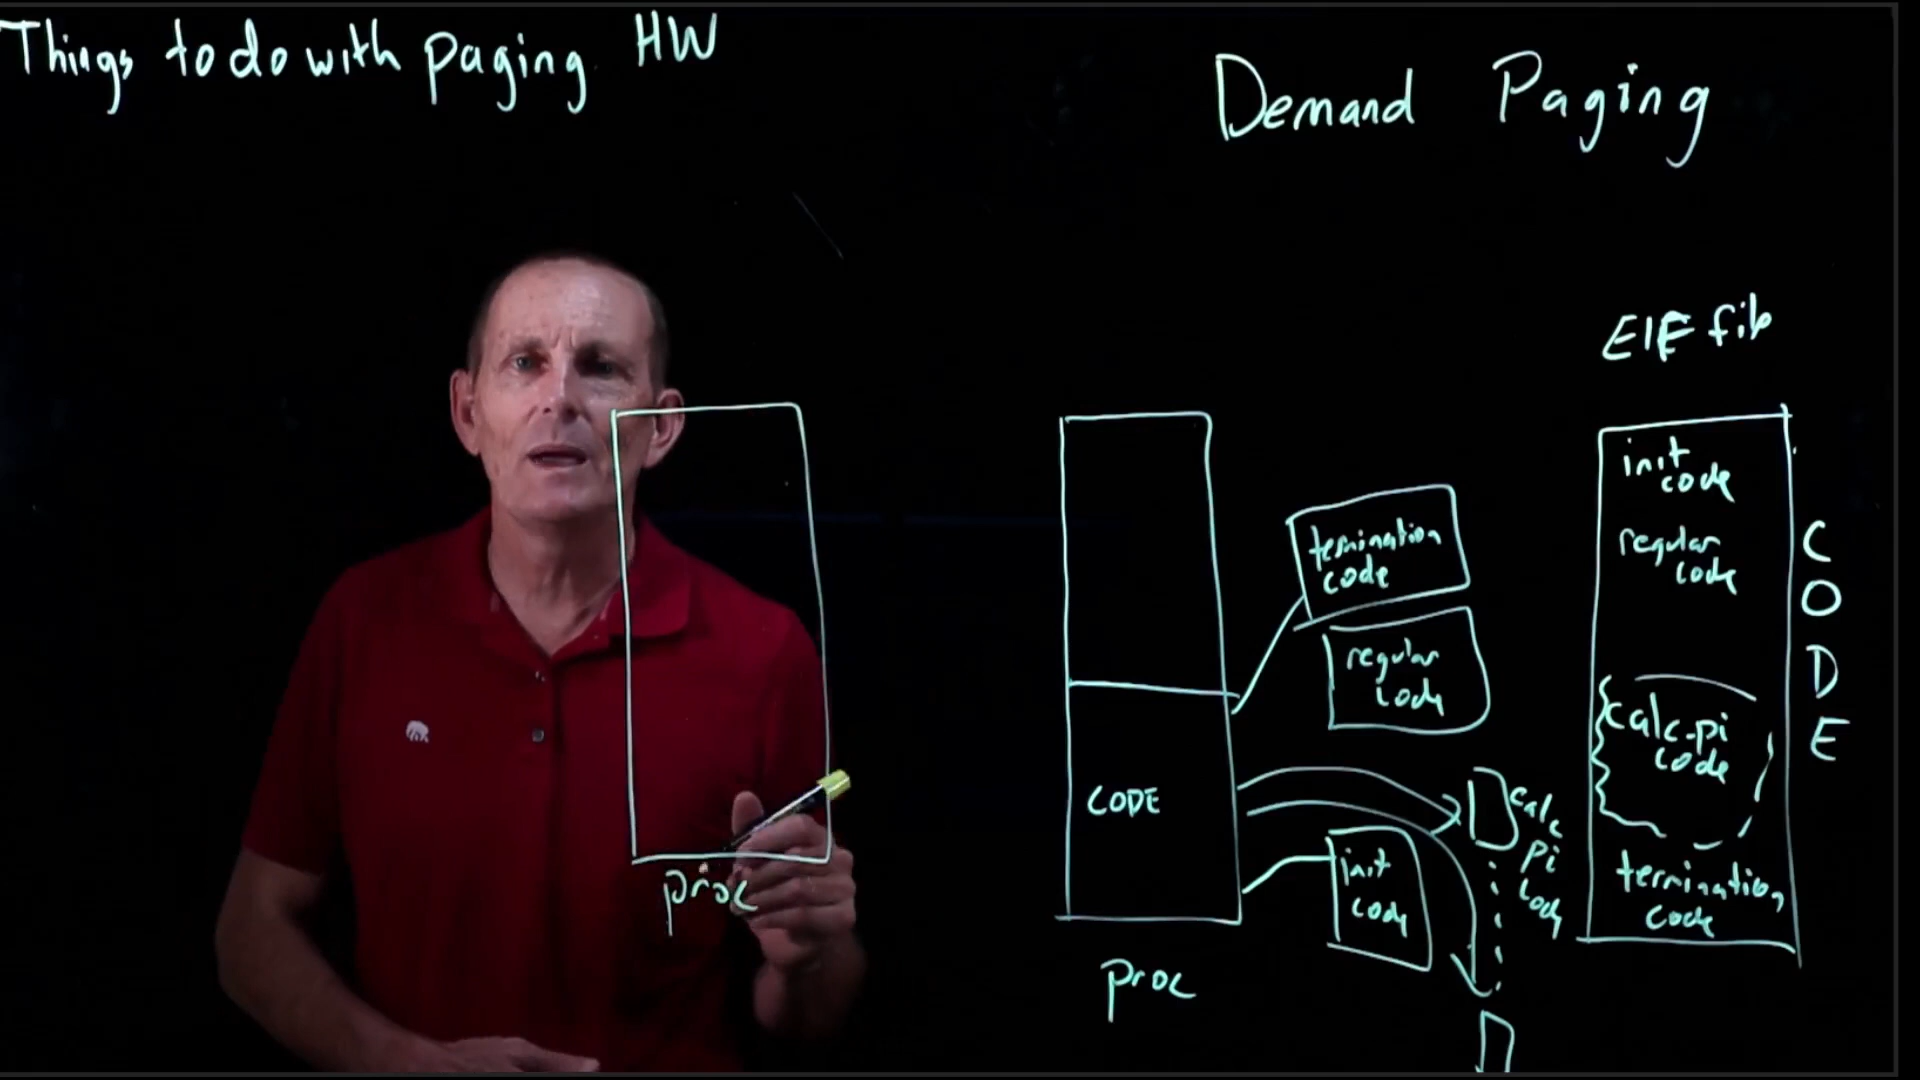 Things to do with paging HW
Demand Paging
ElF file
init
code
regular
code
calc-pi
code
termination
code
CODE
termination
code
regular
code
calc
pi
code
init
code
CODE
proc
proc